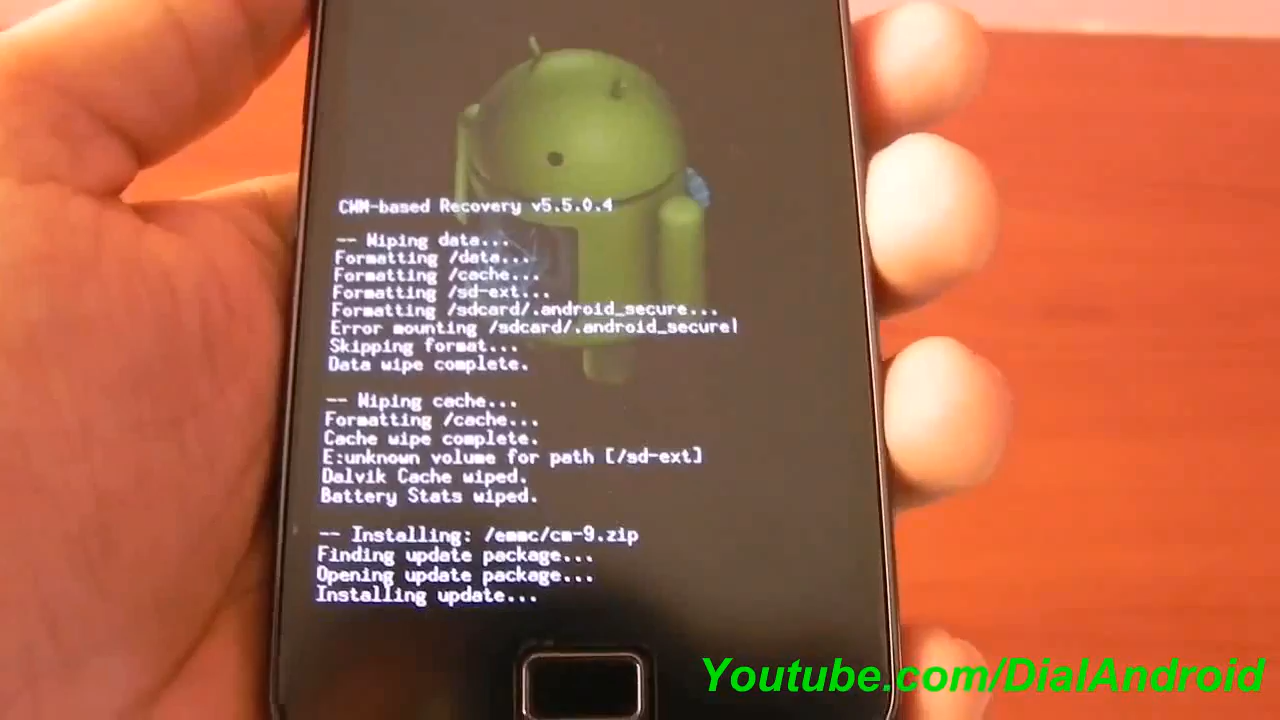 CWM-based Recovery v5.5.0.4
-- Wiping data...
Formatting /data...
Formatting /cache...
Formatting /sd-ext...
Formatting /sdcard/.android_secure...
Error mounting /sdcard/.android_secure!
Skipping format...
Data wipe complete.
-- Wiping cache...
Formatting /cache...
Cache wipe complete.
E:unknown volume for path [/sd-ext]
Dalvik Cache wiped.
Battery Stats wiped.
-- Installing: /emmc/cm-9.zip
Finding update package...
Opening update package...
Installing update...
Youtube.com/DialAndroid